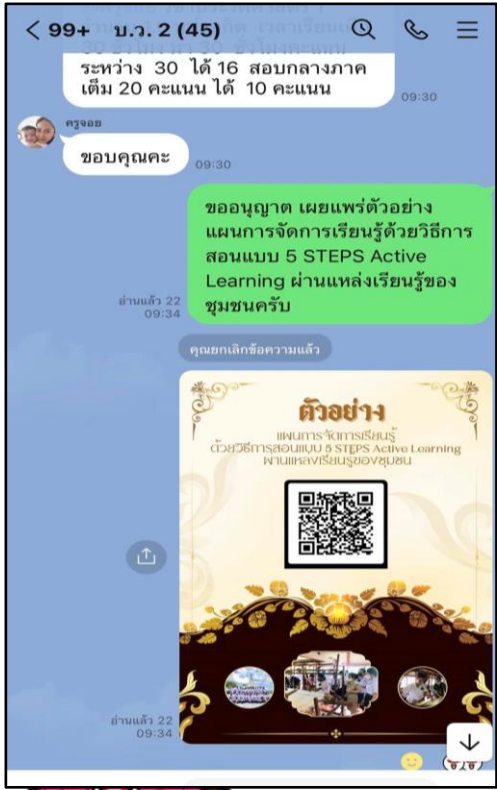 99+ บ.ว. 2 (45)
ระหว่าง 30 ได้ 16 สอบกลางภาค
เต็ม 20 คะแนน ได้ 10 คะแนน
09:30
ครูจอย
ขอบคุณคะ
09:30
ขออนุญาต เผยแพร่ตัวอย่าง
แผนการจัดการเรียนรู้ด้วยวิธีการ
สอนแบบ 5 STEPS Active
Learning ผ่านแหล่งเรียนรู้ของ
ชุมชนครับ
อ่านแล้ว 22
09:34
คุณยกเลิกข้อความแล้ว
ตัวอย่าง
แผนการจัดการเรียนรู้
ด้วยวิธีการสอนแบบ 5 STEPS Active Learning
ผ่านแหล่งเรียนรู้ของชุมชน
อ่านแล้ว 22
09:34